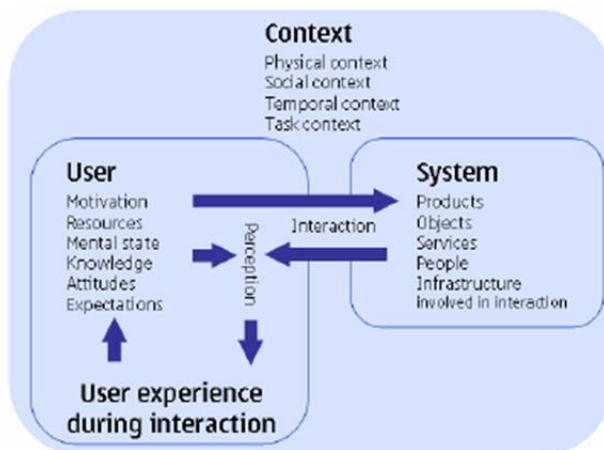 Context
Physical context
Social context
Temporal context
Task context
User
Motivation
Resources
Mental state
Knowledge
Attitudes
Expectations
Perception
Interaction
System
Products
Objects
Services
People
Infrastructure
involved in interaction
User experience
during interaction